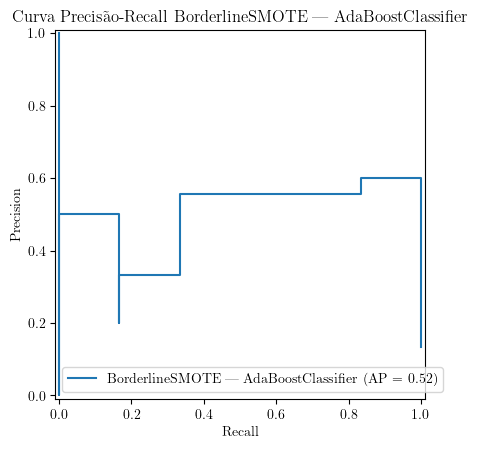 Curva Precisão-Recall BorderlineSMOTE — AdaBoostClassifier
1.0
0.8
0.6
0.4
0.2
0.0
Precision
BorderlineSMOTE — AdaBoostClassifier (AP = 0.52)
0.0 0.2 0.4 0.6 0.8 1.0
Recall